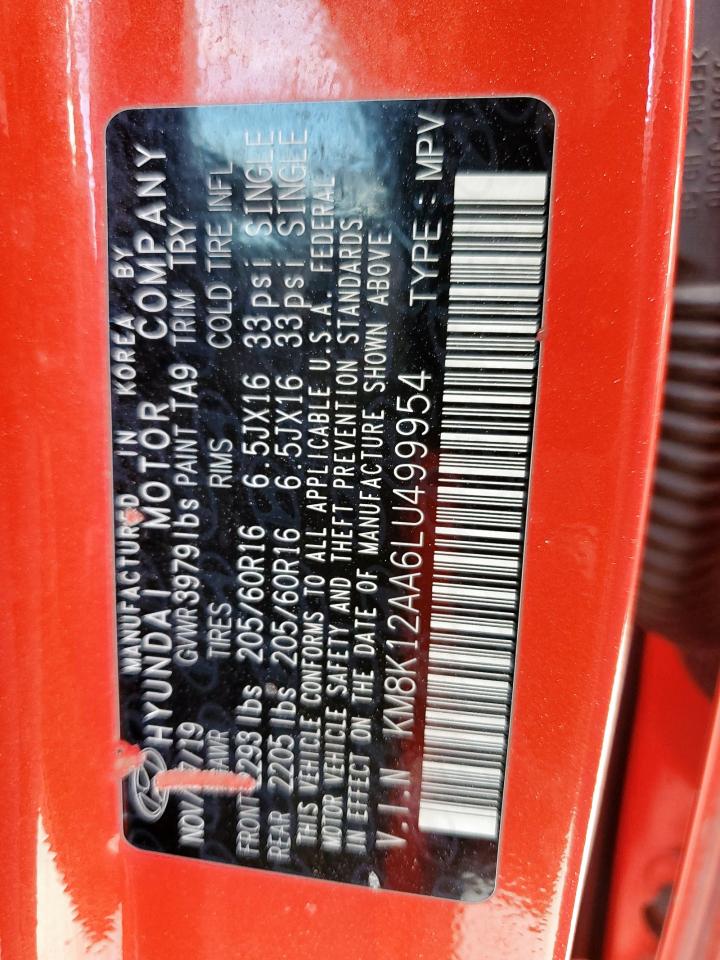 MANUFACTURED IN KOREA BY
HYUNDAI MOTOR COMPANY
GVWR 3979 lbs PAINT TA9 TRIM TRY
GAWR TIRES RIMS COLD TIRE INFL
FRONT 2293 lbs 205/60R16 6.5JX16 33psi SINGLE
REAR 2205 lbs 205/60R16 6.5JX16 33psi SINGLE
THIS VEHICLE CONFORMS TO ALL APPLICABLE U.S.A. FEDERAL
MOTOR VEHICLE SAFETY AND THEFT PREVENTION STANDARDS
IN EFFECT ON THE DATE OF MANUFACTURE SHOWN ABOVE
V.I.N KM8K12AA6LU499954 TYPE : MPV